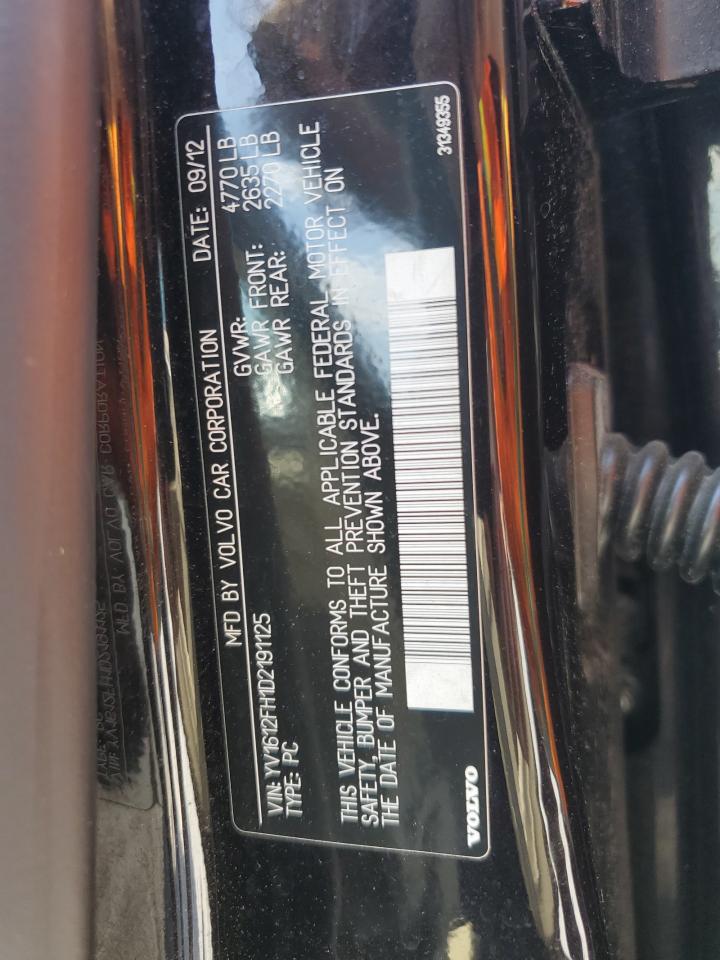 MFD BY VOLVO CAR CORPORATION DATE: 09/12
GVWR: 4770 LB
GAWR FRONT: 2635 LB
GAWR REAR: 2270 LB
VIN: YV1612FH1D2191125
TYPE: PC
THIS VEHICLE CONFORMS TO ALL APPLICABLE FEDERAL MOTOR VEHICLE
SAFETY, BUMPER AND THEFT PREVENTION STANDARDS IN EFFECT ON
THE DATE OF MANUFACTURE SHOWN ABOVE.
VOLVO
31349355